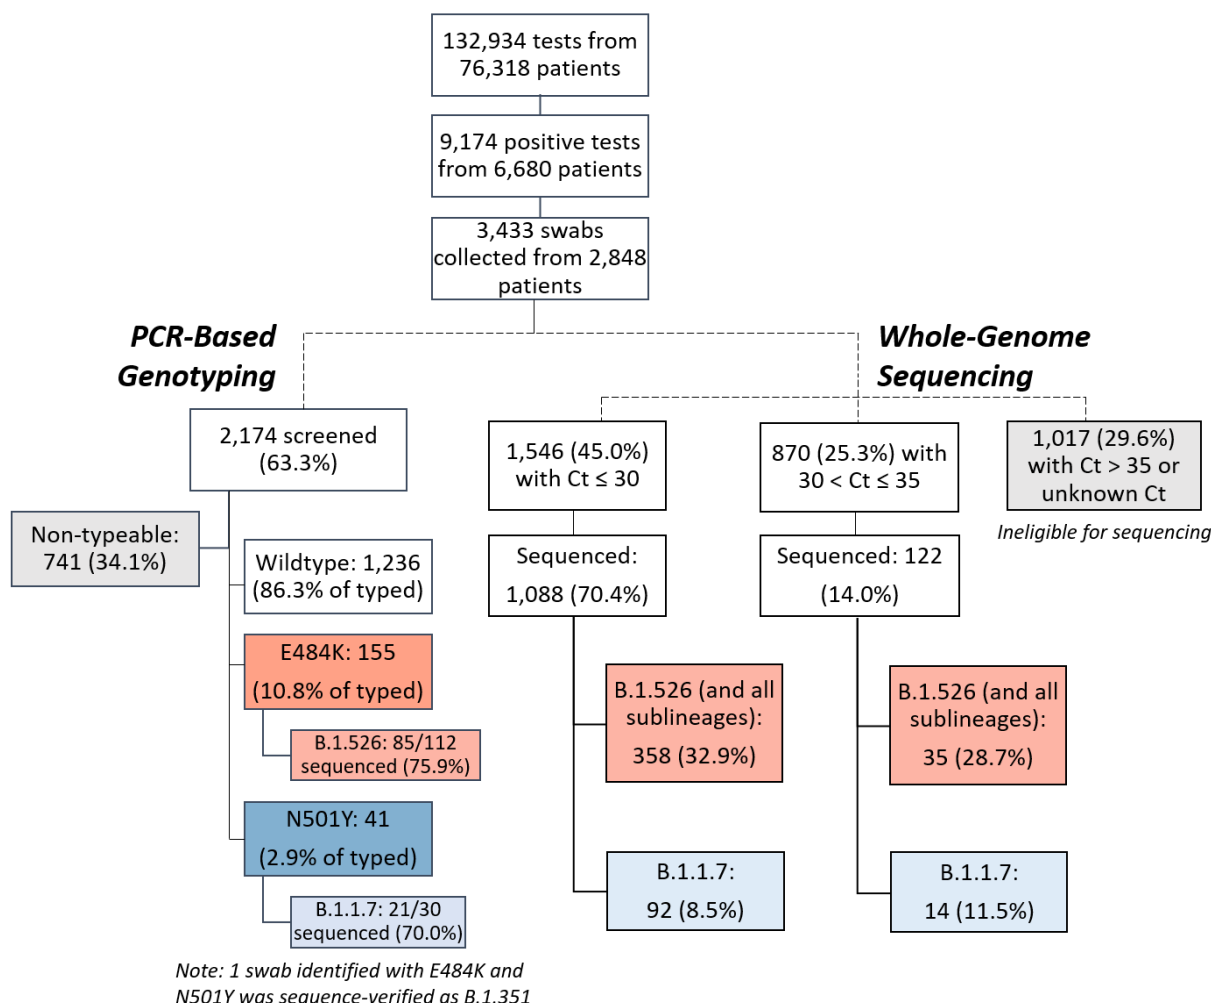 132,934 tests from
76,318 patients
9,174 positive tests
from 6,680 patients
3,433 swabs
collected from 2,848
patients
PCR-Based
Genotyping
Whole-Genome
Sequencing
2,174 screened
(63.3%)
1,546 (45.0%)
with Ct ≤ 30
870 (25.3%) with
30 < Ct ≤ 35
1,017 (29.6%)
with Ct > 35 or
unknown Ct
Ineligible for sequencing
Non-typeable:
741 (34.1%)
Wildtype: 1,236
(86.3% of typed)
E484K: 155
(10.8% of typed)
B.1.526: 85/112
sequenced (75.9%)
N501Y: 41
(2.9% of typed)
B.1.1.7: 21/30
sequenced (70.0%)
Note: 1 swab identified with E484K and
N501Y was sequence-verified as B.1.351
Sequenced:
1,088 (70.4%)
B.1.526 (and all
sublineages):
358 (32.9%)
B.1.1.7:
92 (8.5%)
Sequenced: 122
(14.0%)
B.1.526 (and all
sublineages):
35 (28.7%)
B.1.1.7:
14 (11.5%)